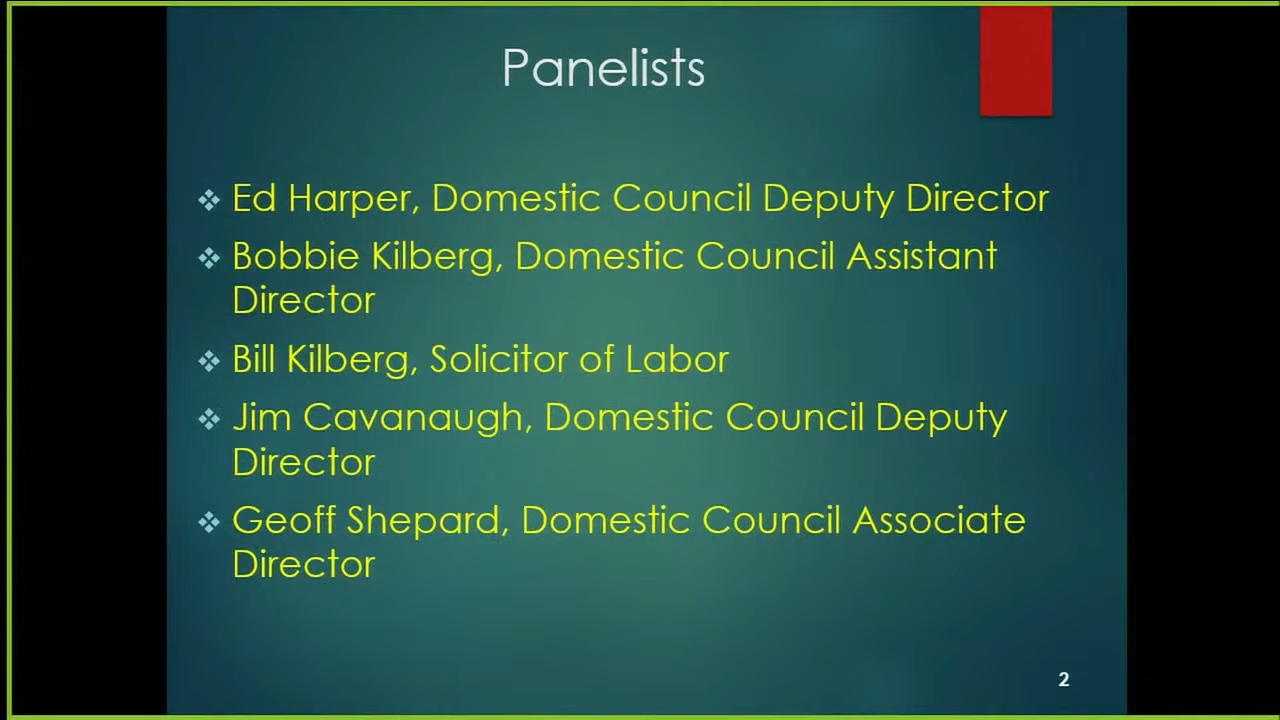 Panelists
Ed Harper, Domestic Council Deputy Director
Bobbie Kilberg, Domestic Council Assistant
Director
Bill Kilberg, Solicitor of Labor
Jim Cavanaugh, Domestic Council Deputy
Director
Geoff Shepard, Domestic Council Associate
Director
2